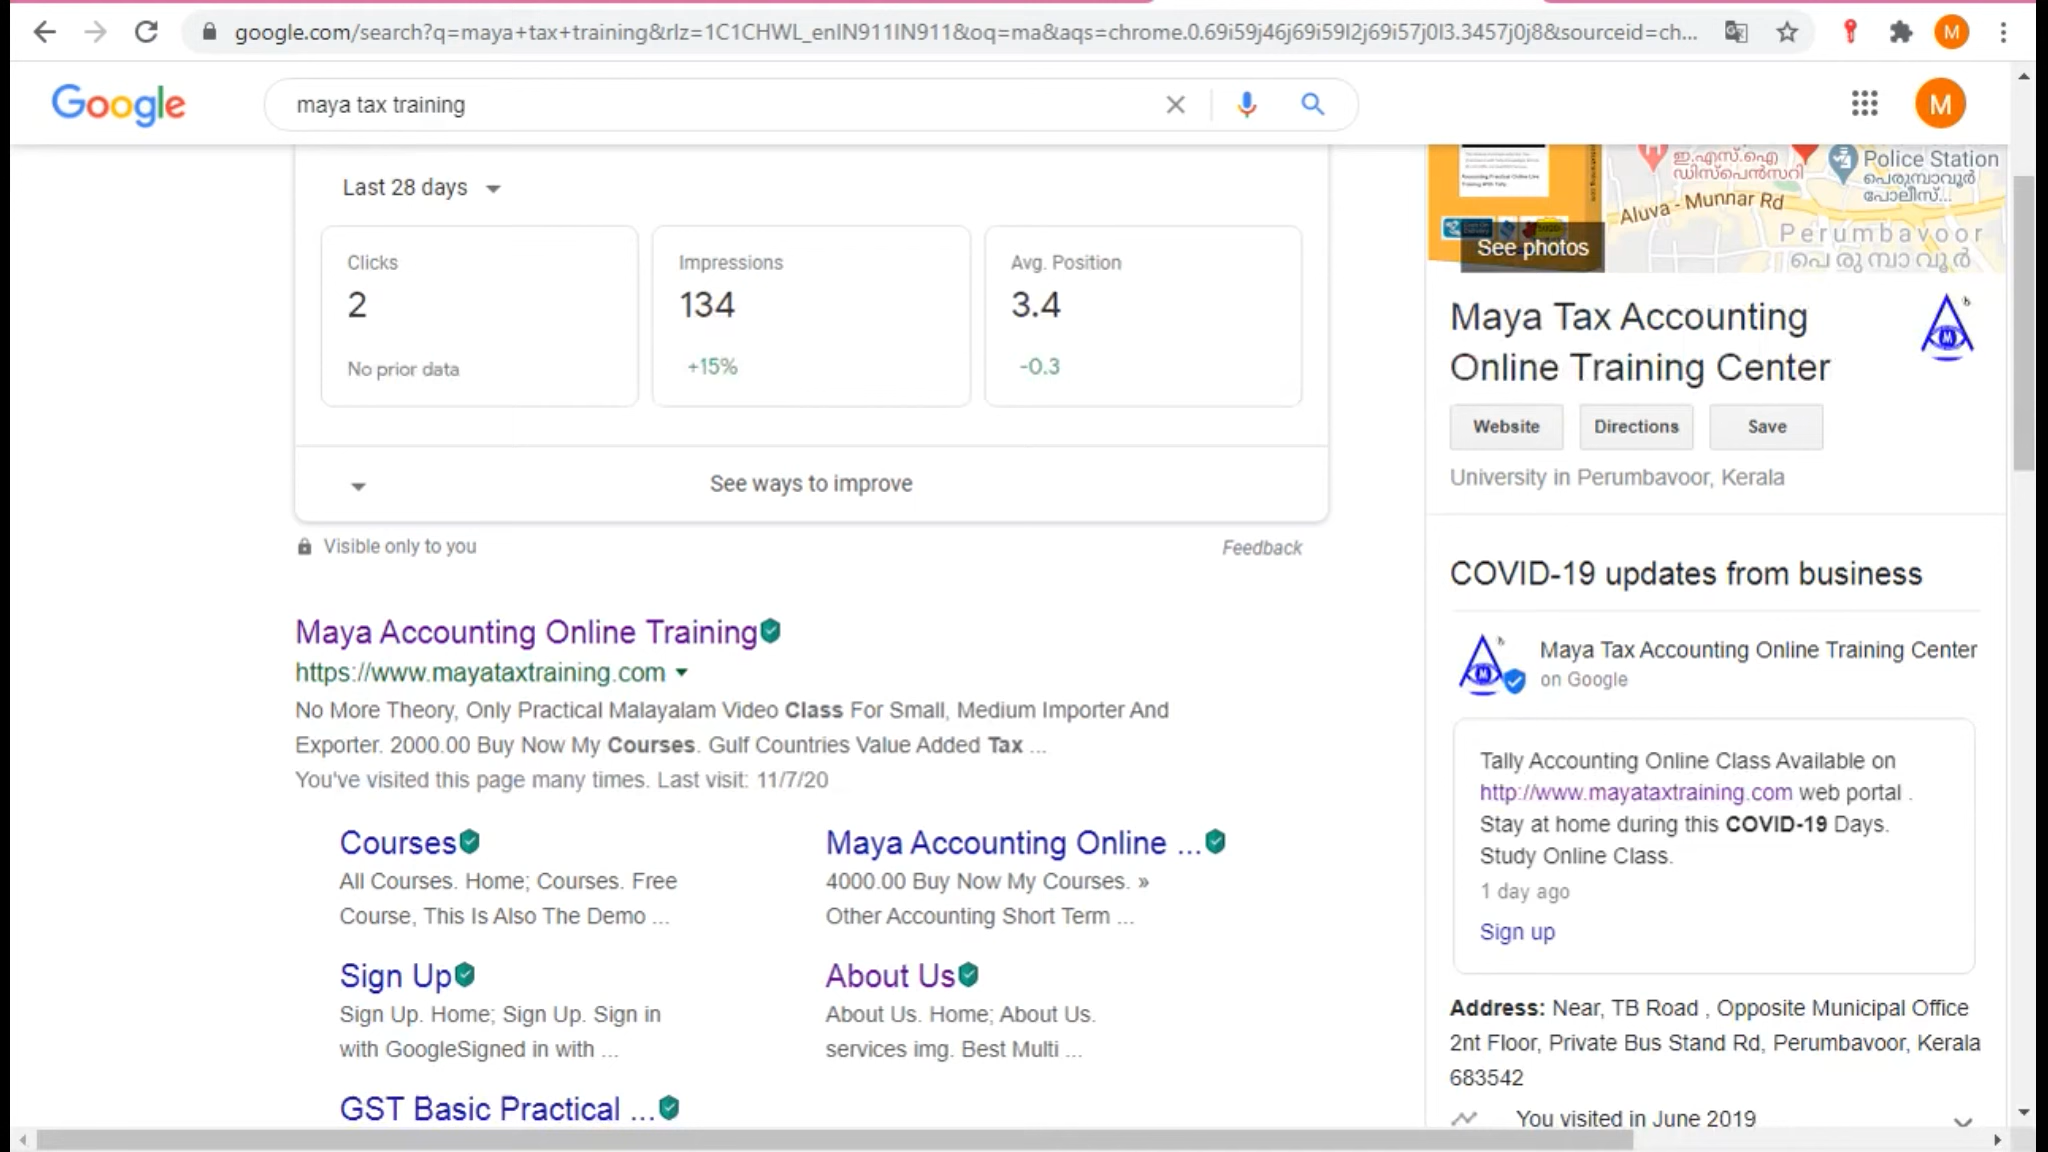 google.com/search?q=maya+tax+training&rlz=1C1CHWL_enIN911IN911&oq=ma&aqs=chrome.0.69i59j46j69i59l2j69i57j0l3.3457j0j8&sourceid=ch...
M
Google
maya tax training
M
Last 28 days
Clicks
2
No prior data
Impressions
134
+15%
Avg. Position
3.4
-0.3
See ways to improve
Visible only to you
Feedback
Maya Accounting Online Training
https://www.mayataxtraining.com
No More Theory, Only Practical Malayalam Video Class For Small, Medium Importer And
Exporter. 2000.00 Buy Now My Courses. Gulf Countries Value Added Tax ...
You've visited this page many times. Last visit: 11/7/20
Courses
All Courses. Home; Courses. Free
Course, This Is Also The Demo ...
Maya Accounting Online ...
4000.00 Buy Now My Courses. »
Other Accounting Short Term ...
Sign Up
Sign Up. Home; Sign Up. Sign in
with GoogleSigned in with ...
About Us
About Us. Home; About Us.
services img. Best Multi ...
GST Basic Practical ...
See photos
ഇ.എസ്.ഐ
ഡിസ്പെൻസറി
Police Station
പെരുമ്പാവൂർ
പോലീസ്...
Aluva - Munnar Rd
Perumbavoor
പെരുമ്പാവൂർ
Maya Tax Accounting
Online Training Center
Website
Directions
Save
University in Perumbavoor, Kerala
COVID-19 updates from business
Maya Tax Accounting Online Training Center
on Google
Tally Accounting Online Class Available on
http://www.mayataxtraining.com web portal .
Stay at home during this COVID-19 Days.
Study Online Class.
1 day ago
Sign up
Address: Near, TB Road , Opposite Municipal Office
2nt Floor, Private Bus Stand Rd, Perumbavoor, Kerala
683542
You visited in June 2019